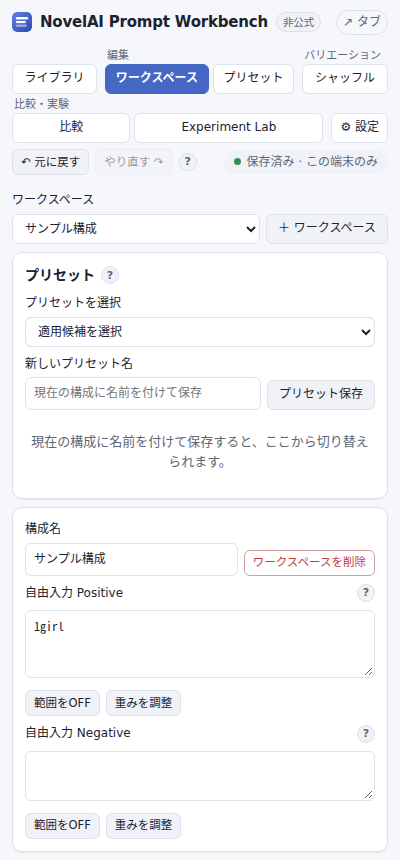 NovelAI Prompt Workbench 非公式 ↗ タブ
編集 バリエーション
ライブラリ ワークスペース プリセット シャッフル
比較・実験
比較 Experiment Lab ⚙ 設定
↶ 元に戻す やり直す ↷ ? 保存済み · この端末のみ
ワークスペース
サンプル構成 ＋ ワークスペース
プリセット ?
プリセットを選択
適用候補を選択
新しいプリセット名
現在の構成に名前を付けて保存 プリセット保存
現在の構成に名前を付けて保存すると、ここから切り替え
られます。
構成名
サンプル構成 ワークスペースを削除
自由入力 Positive ?
1girl
範囲をOFF 重みを調整
自由入力 Negative ?
範囲をOFF 重みを調整